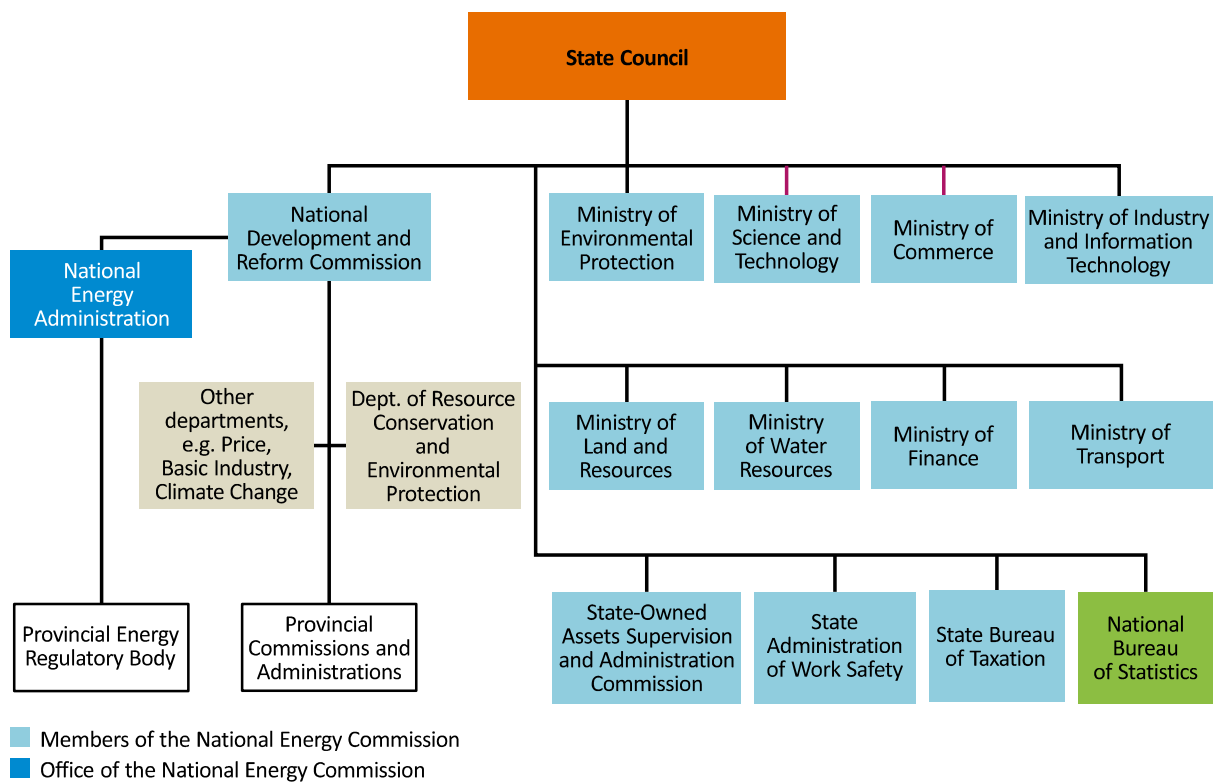 State Council
National
Development and
Reform Commission
Ministry of
Environmental
Protection
Ministry of
Science and
Technology
Ministry of
Commerce
Ministry of Industry
and Information
Technology
National
Energy
Administration
Other
departments,
e.g. Price,
Basic Industry,
Climate Change
Dept. of Resource
Conservation
and
Environmental
Protection
Ministry of
Land and
Resources
Ministry
of Water
Resources
Ministry of
Finance
Ministry of
Transport
Provincial Energy
Regulatory Body
Provincial
Commissions and
Administrations
State-Owned
Assets Supervision
and Administration
Commission
State
Administration
of Work Safety
State Bureau
of Taxation
National
Bureau
of Statistics
Members of the National Energy Commission
Office of the National Energy Commission